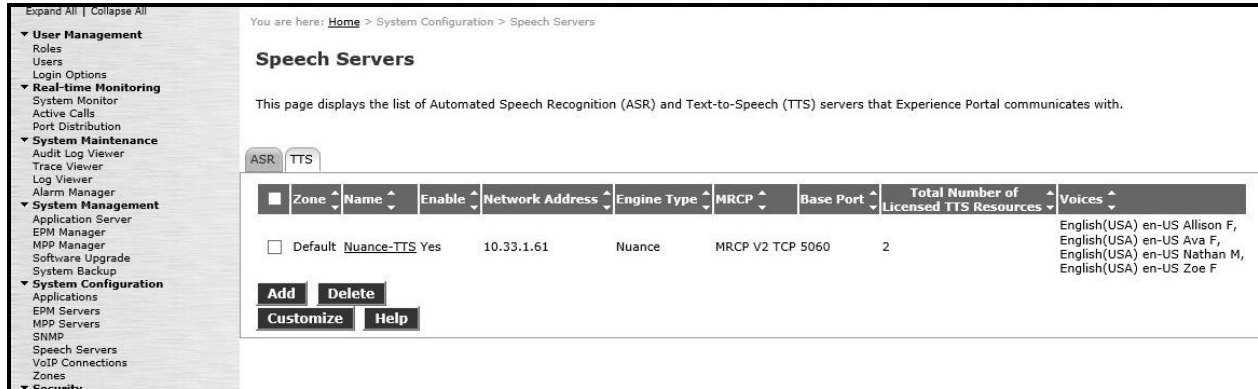 Expand All | Collapse All
▼ User Management
Roles
Users
Login Options
▼ Real-time Monitoring
System Monitor
Active Calls
Port Distribution
▼ System Maintenance
Audit Log Viewer
Trace Viewer
Log Viewer
Alarm Manager
▼ System Management
Application Server
EPM Manager
MPP Manager
Software Upgrade
System Backup
▼ System Configuration
Applications
EPM Servers
MPP Servers
SNMP
Speech Servers
VoIP Connections
Zones
▼ Security
You are here: Home > System Configuration > Speech Servers
Speech Servers
This page displays the list of Automated Speech Recognition (ASR) and Text-to-Speech (TTS) servers that Experience Portal communicates with.
ASR TTS
Zone Name Enable Network Address Engine Type MRCP Base Port Total Number of Licensed TTS Resources Voices
Default Nuance-TTS Yes 10.33.1.61 Nuance MRCP V2 TCP 5060 2 English(USA) en-US Allison F,
English(USA) en-US Ava F,
English(USA) en-US Nathan M,
English(USA) en-US Zoe F
Add Delete
Customize Help